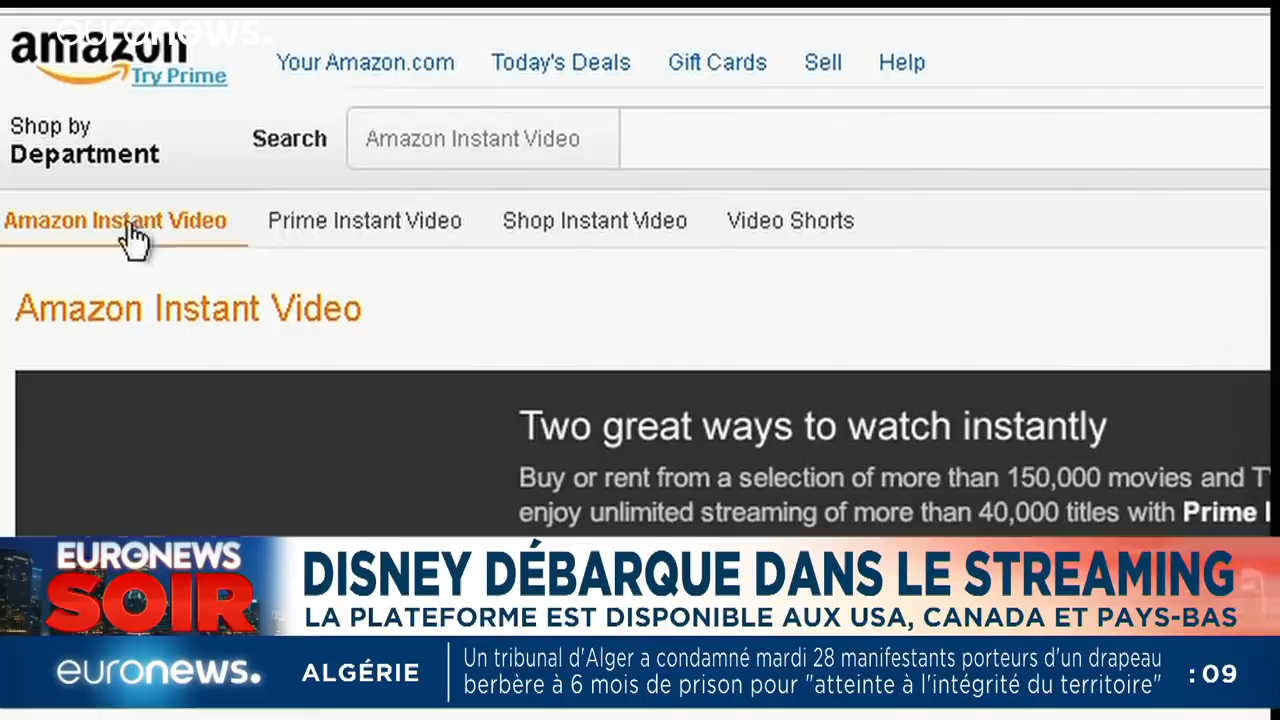 euronews.
amazon
Try Prime
Your Amazon.com Today's Deals Gift Cards Sell Help
Shop by
Department
Search
Amazon Instant Video
Amazon Instant Video Prime Instant Video Shop Instant Video Video Shorts
Amazon Instant Video
Two great ways to watch instantly
Buy or rent from a selection of more than 150,000 movies and
enjoy unlimited streaming of more than 40,000 titles with Prime
EURONEWS
SOIR
DISNEY DÉBARQUE DANS LE STREAMING
LA PLATEFORME EST DISPONIBLE AUX USA, CANADA ET PAYS-BAS
euronews.
ALGÉRIE
Un tribunal d'Alger a condamné mardi 28 manifestants porteurs d'un drapeau
berbère à 6 mois de prison pour "atteinte à l'intégrité du territoire"
:09